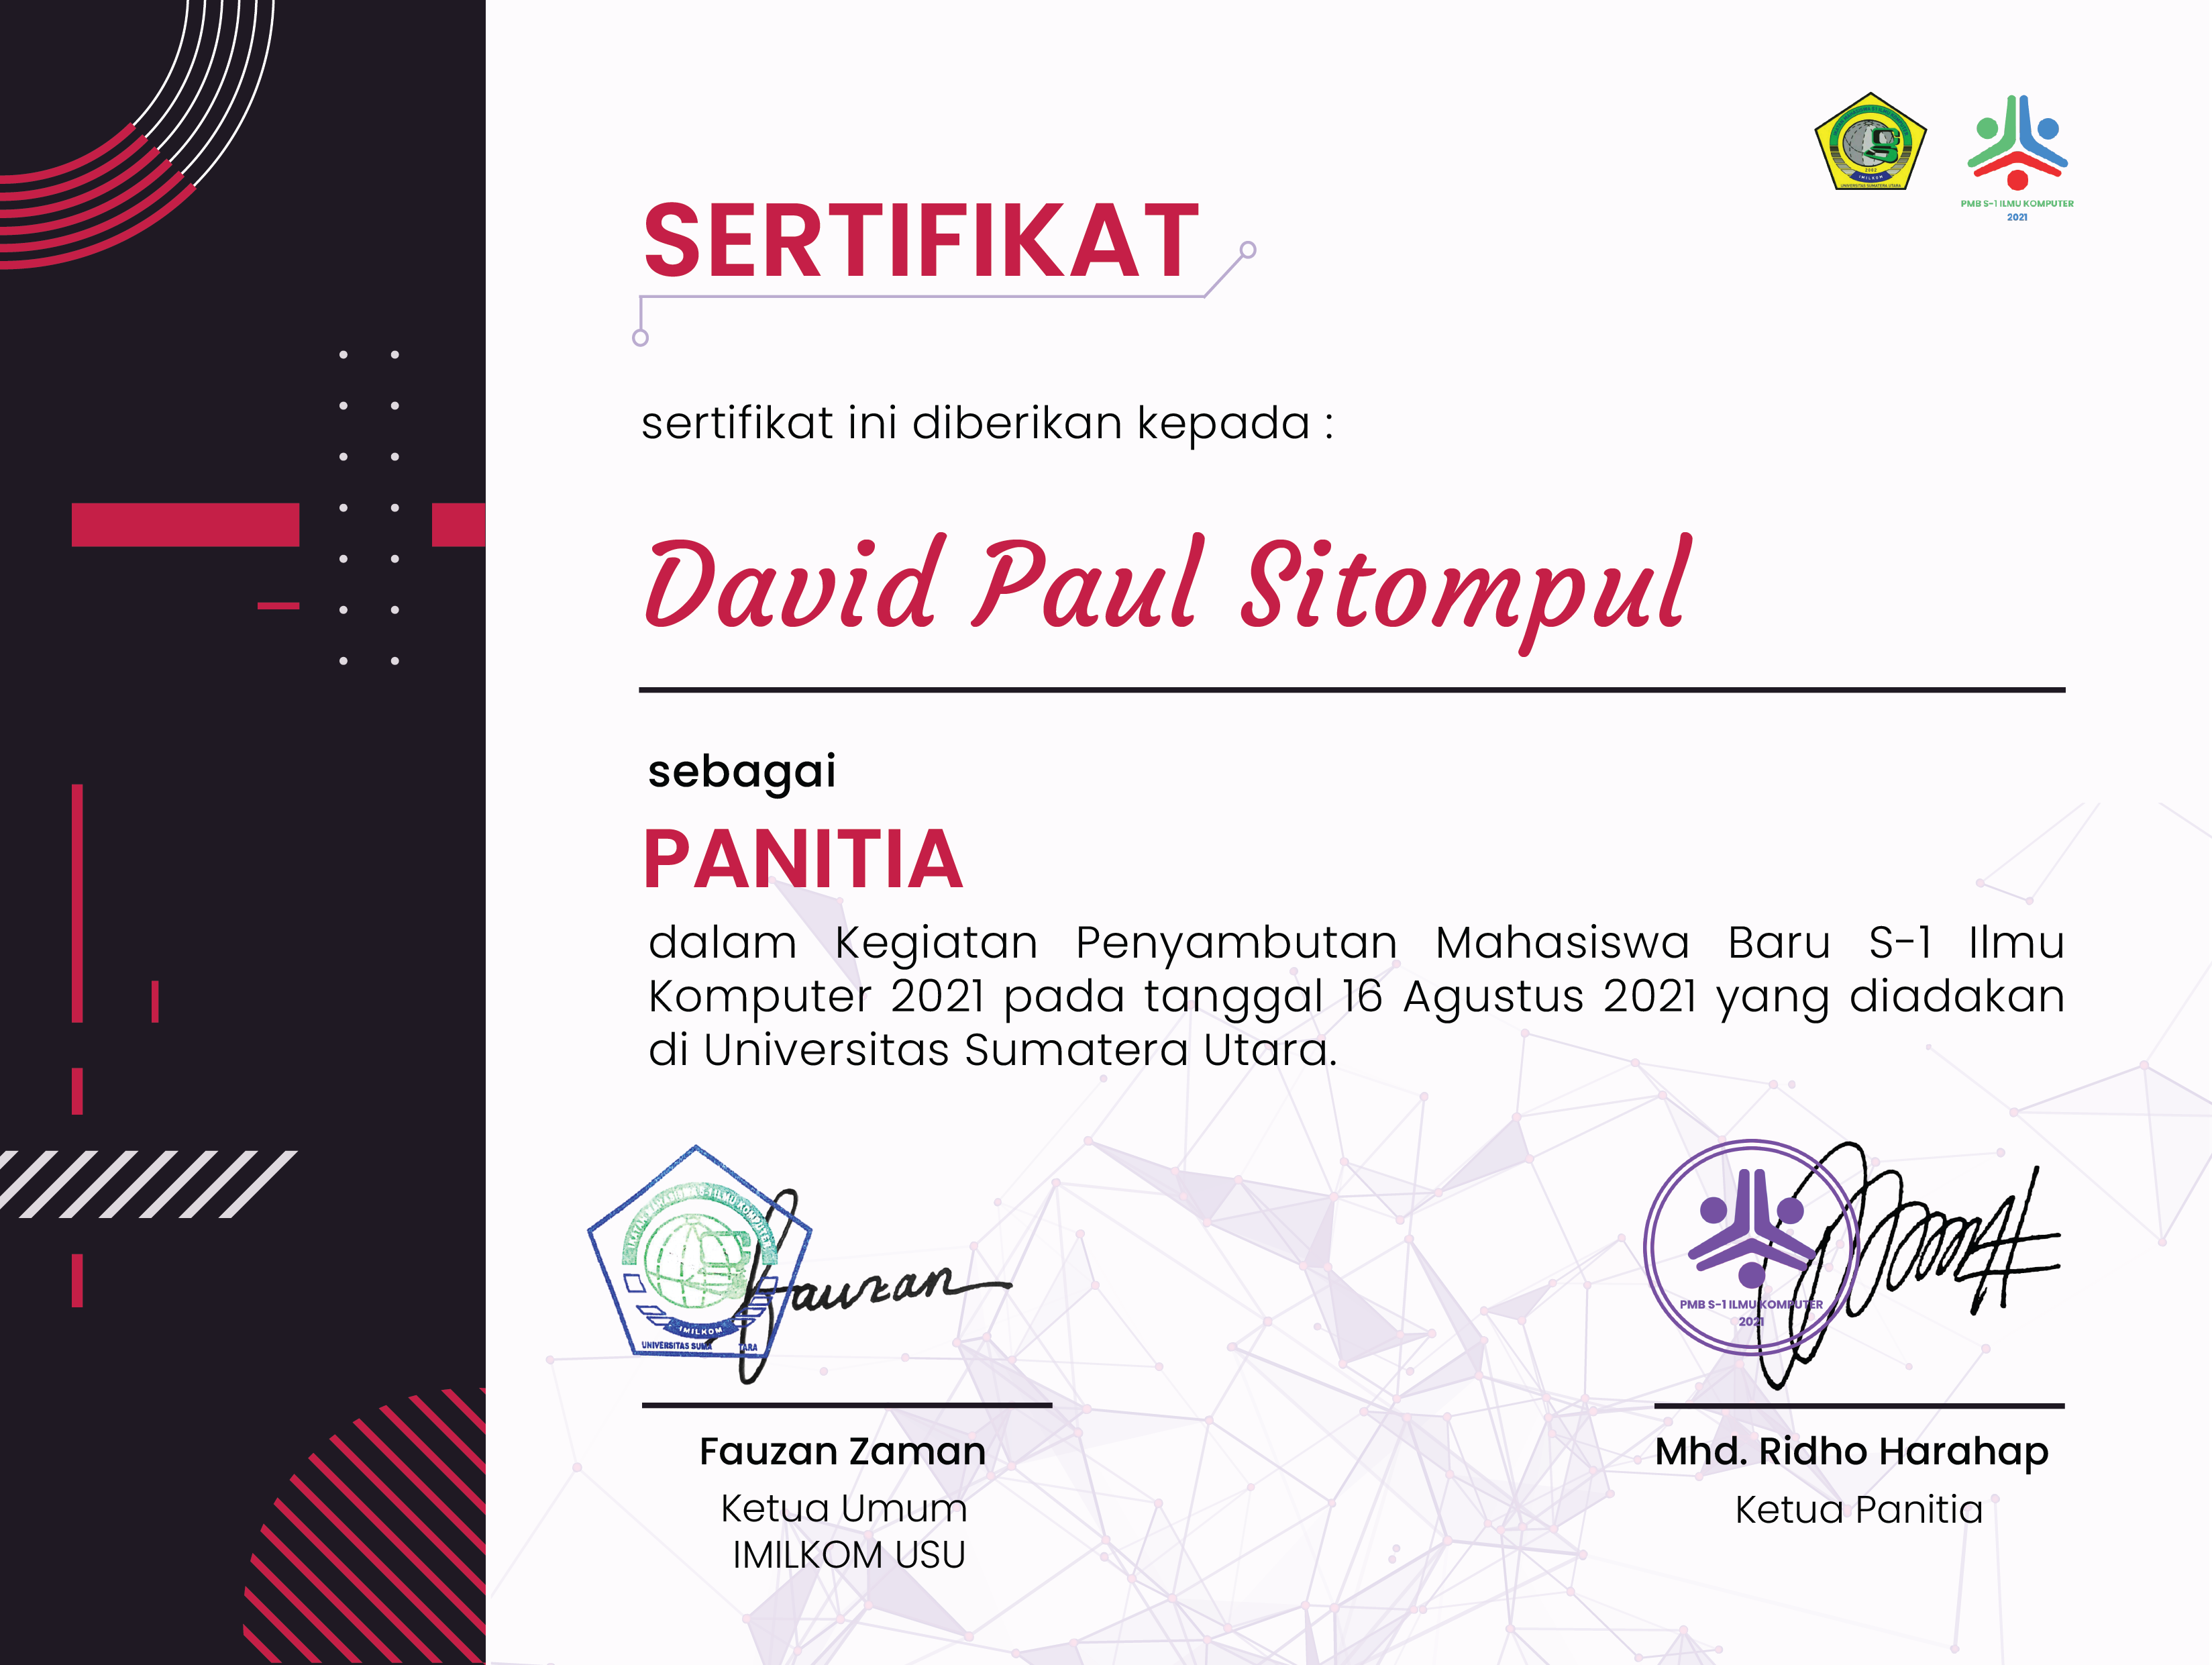 PMB S-1 ILMU KOMPUTER
2021
SERTIFIKAT
sertifikat ini diberikan kepada :
David Paul Sitompul
sebagai
PANITIA
dalam Kegiatan Penyambutan Mahasiswa Baru S-1 Ilmu
Komputer 2021 pada tanggal 16 Agustus 2021 yang diadakan
di Universitas Sumatera Utara.
IMILKOM
UNIVERSITAS SUMA TARA
Fauzan
PMB S-1 ILMU KOMPUTER
2021
Fauzan Zaman
Ketua Umum
IMILKOM USU
Mhd. Ridho Harahap
Ketua Panitia